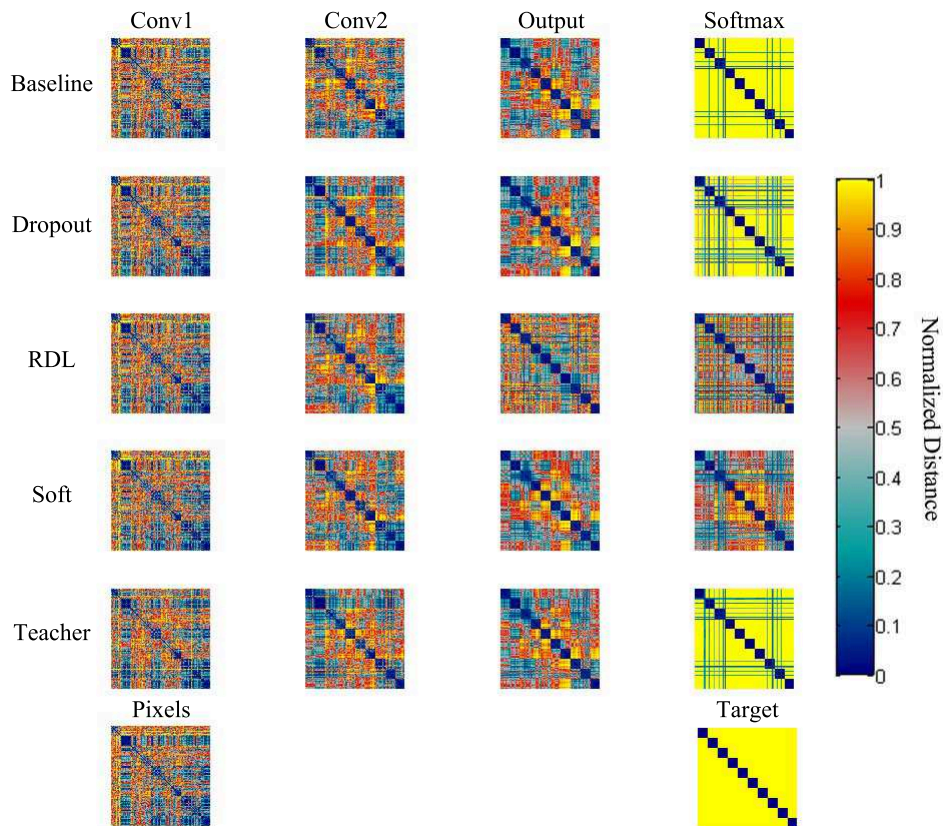 Conv1 Conv2 Output Softmax
Baseline
Dropout
RDL
Soft
Teacher
Pixels
Target
1
0.9
0.8
0.7
0.6
0.5
0.4
0.3
0.2
0.1
0
Normalized Distance